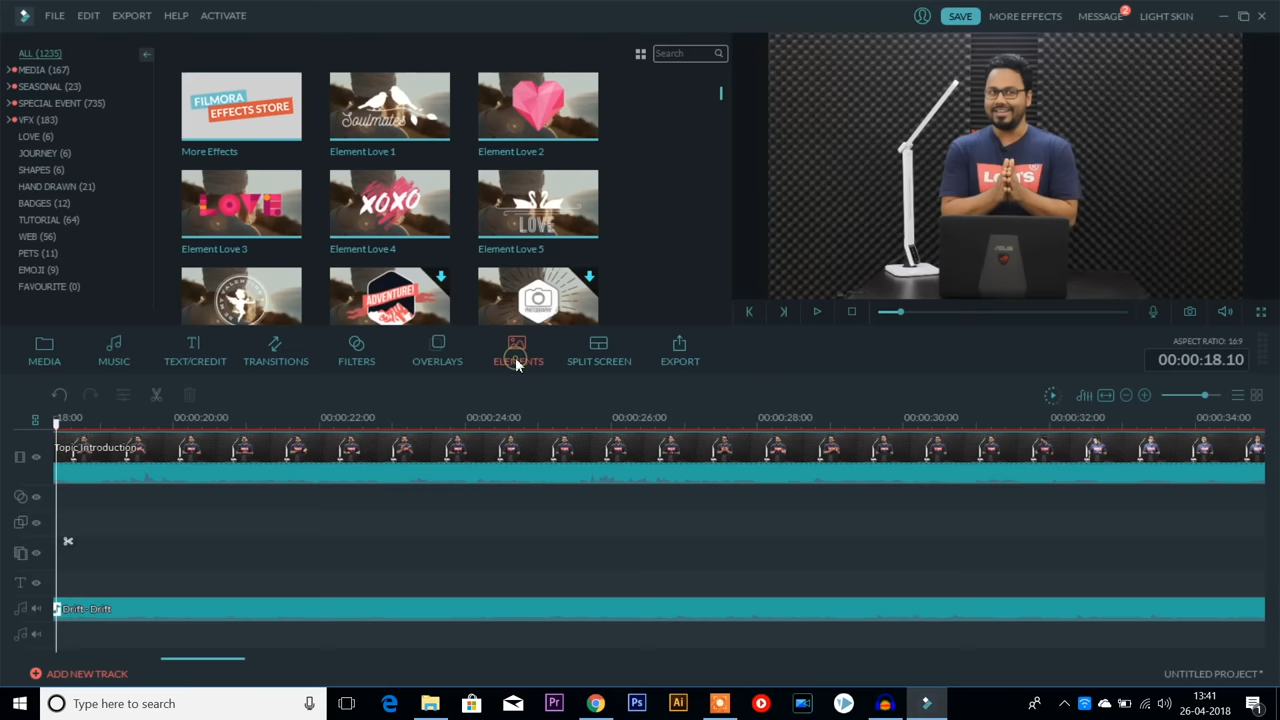 FILE EDIT EXPORT HELP ACTIVATE
SAVE MORE EFFECTS MESSAGE 2 LIGHT SKIN
ALL (1235)
MEDIA (167)
SEASONAL (23)
SPECIAL EVENT (735)
VFX (183)
LOVE (6)
JOURNEY (6)
SHAPES (6)
HAND DRAWN (21)
BADGES (12)
TUTORIAL (64)
WEB (56)
PETS (11)
EMOJI (9)
FAVOURITE (0)
Search
FILMORA
EFFECTS STORE
Soulmates
More Effects Element Love 1 Element Love 2
LOVE XOXO LOVE
Element Love 3 Element Love 4 Element Love 5
ADVENTURE!
MEDIA MUSIC TEXT/CREDIT TRANSITIONS FILTERS OVERLAYS ELEMENTS SPLIT SCREEN EXPORT
ASPECT RATIO: 16:9
00:00:18.10
18:00 00:00:20:00 00:00:22:00 00:00:24:00 00:00:26:00 00:00:28:00 00:00:30:00 00:00:32:00 00:00:34:00
Topic Introduction
T
Drift - Drift
ADD NEW TRACK
UNTITLED PROJECT *
Type here to search
Pr Ps Ai
13:41
26-04-2018
1